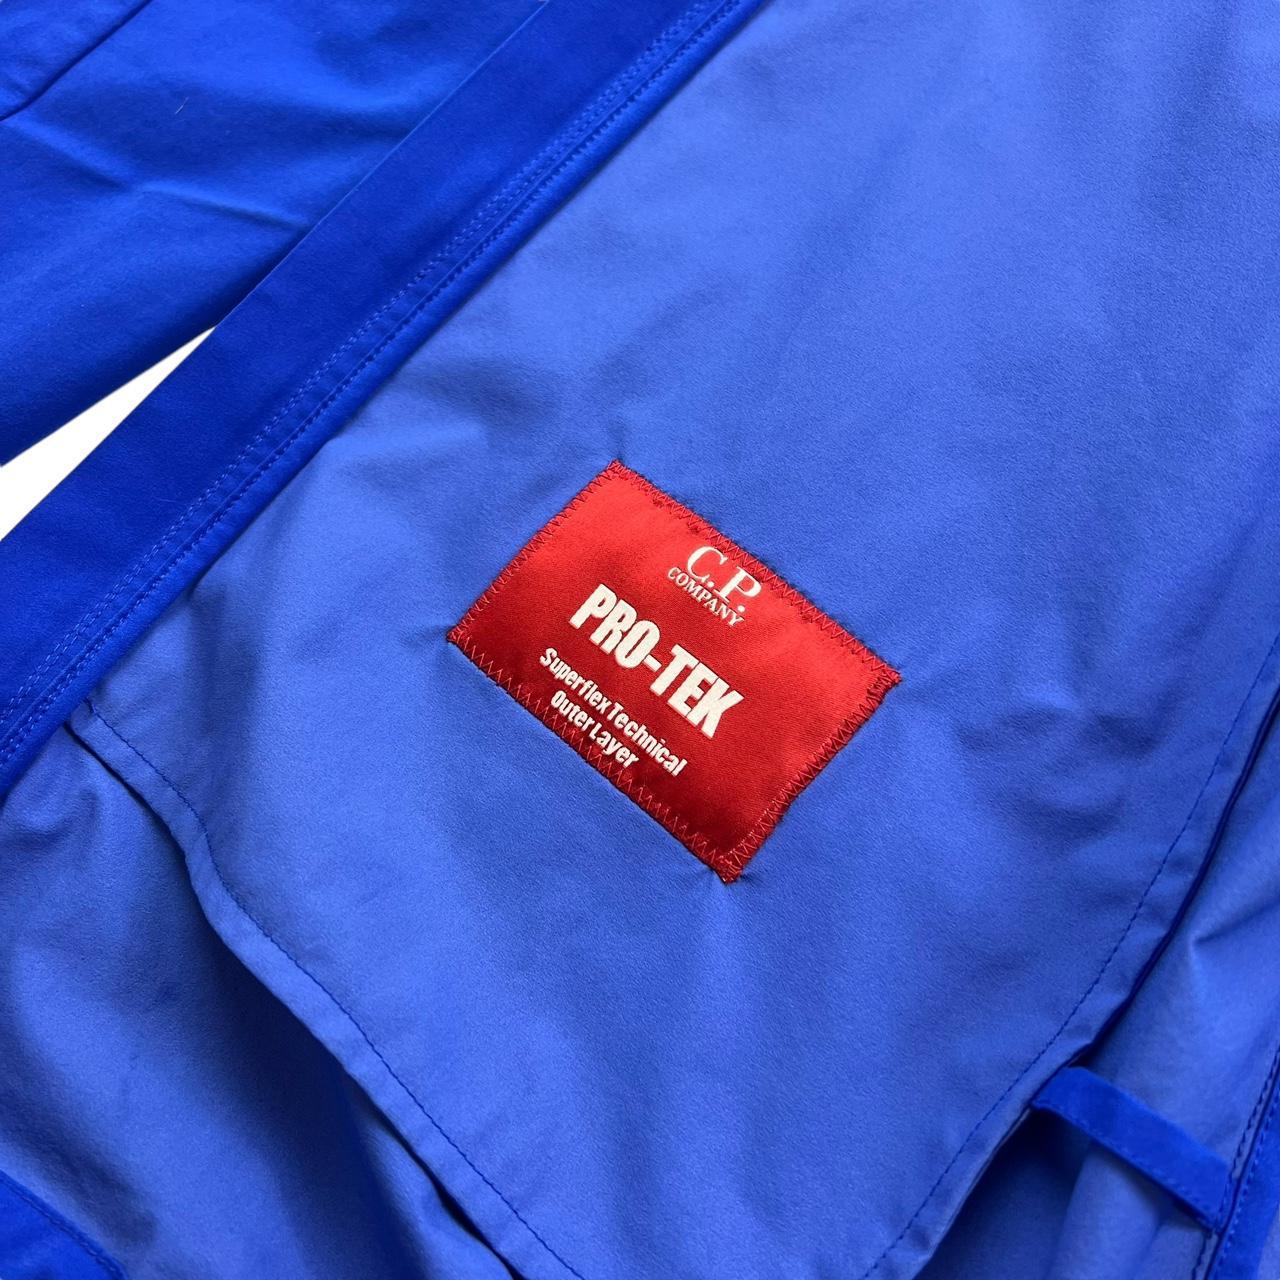 C.P.
COMPANY
PRO-TEK
Superflex Technical
Outer Layer